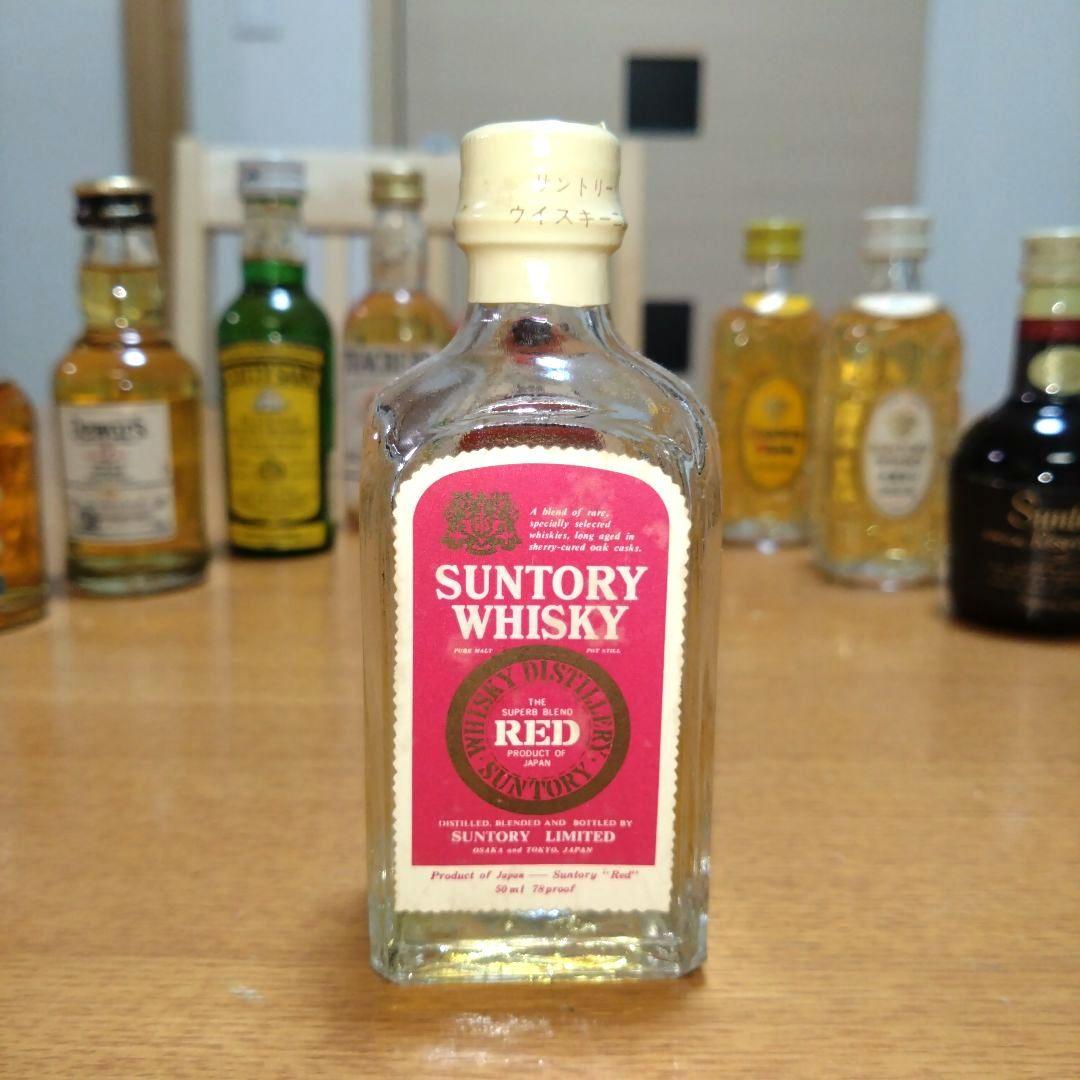 サントリー
ウイスキー
A blend of rare,
specially selected
whiskies, long aged in
sherry-cured oak casks.
SUNTORY
WHISKY
PURE MALT POT STILL
WHISKY DISTILLERY
THE
SUPERB BLEND
RED
PRODUCT OF
JAPAN
SUNTORY
DISTILLED, BLENDED AND BOTTLED BY
SUNTORY LIMITED
OSAKA and TOKYO, JAPAN
Product of Japan — Suntory "Red"
50ml 78proof
Dewar's